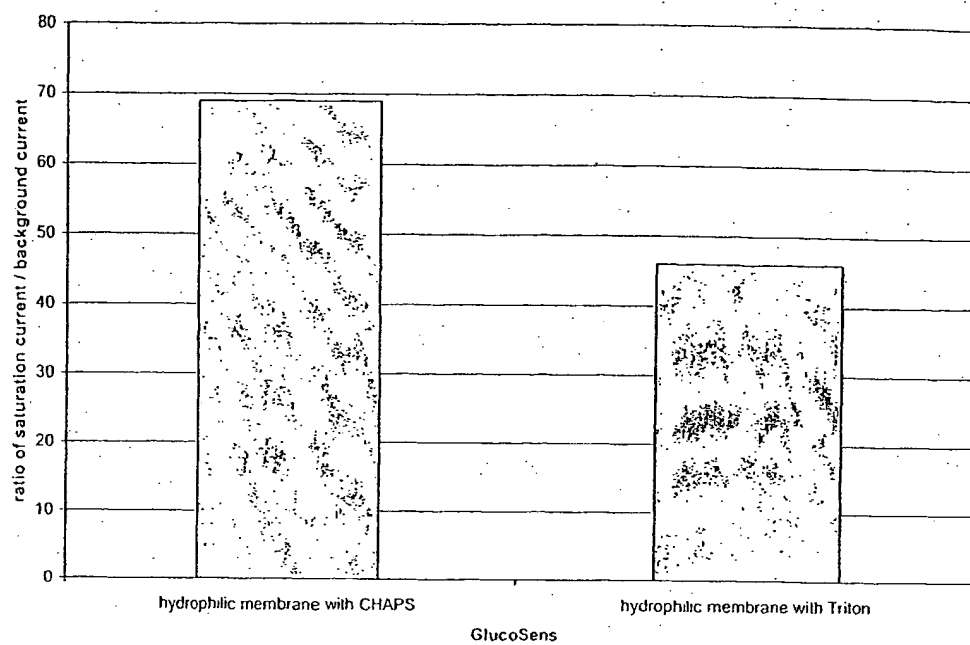 80
70
60
50
40
30
20
10
0
ratio of saturation current / background current
hydrophilic membrane with CHAPS
hydrophilic membrane with Triton
GlucoSens